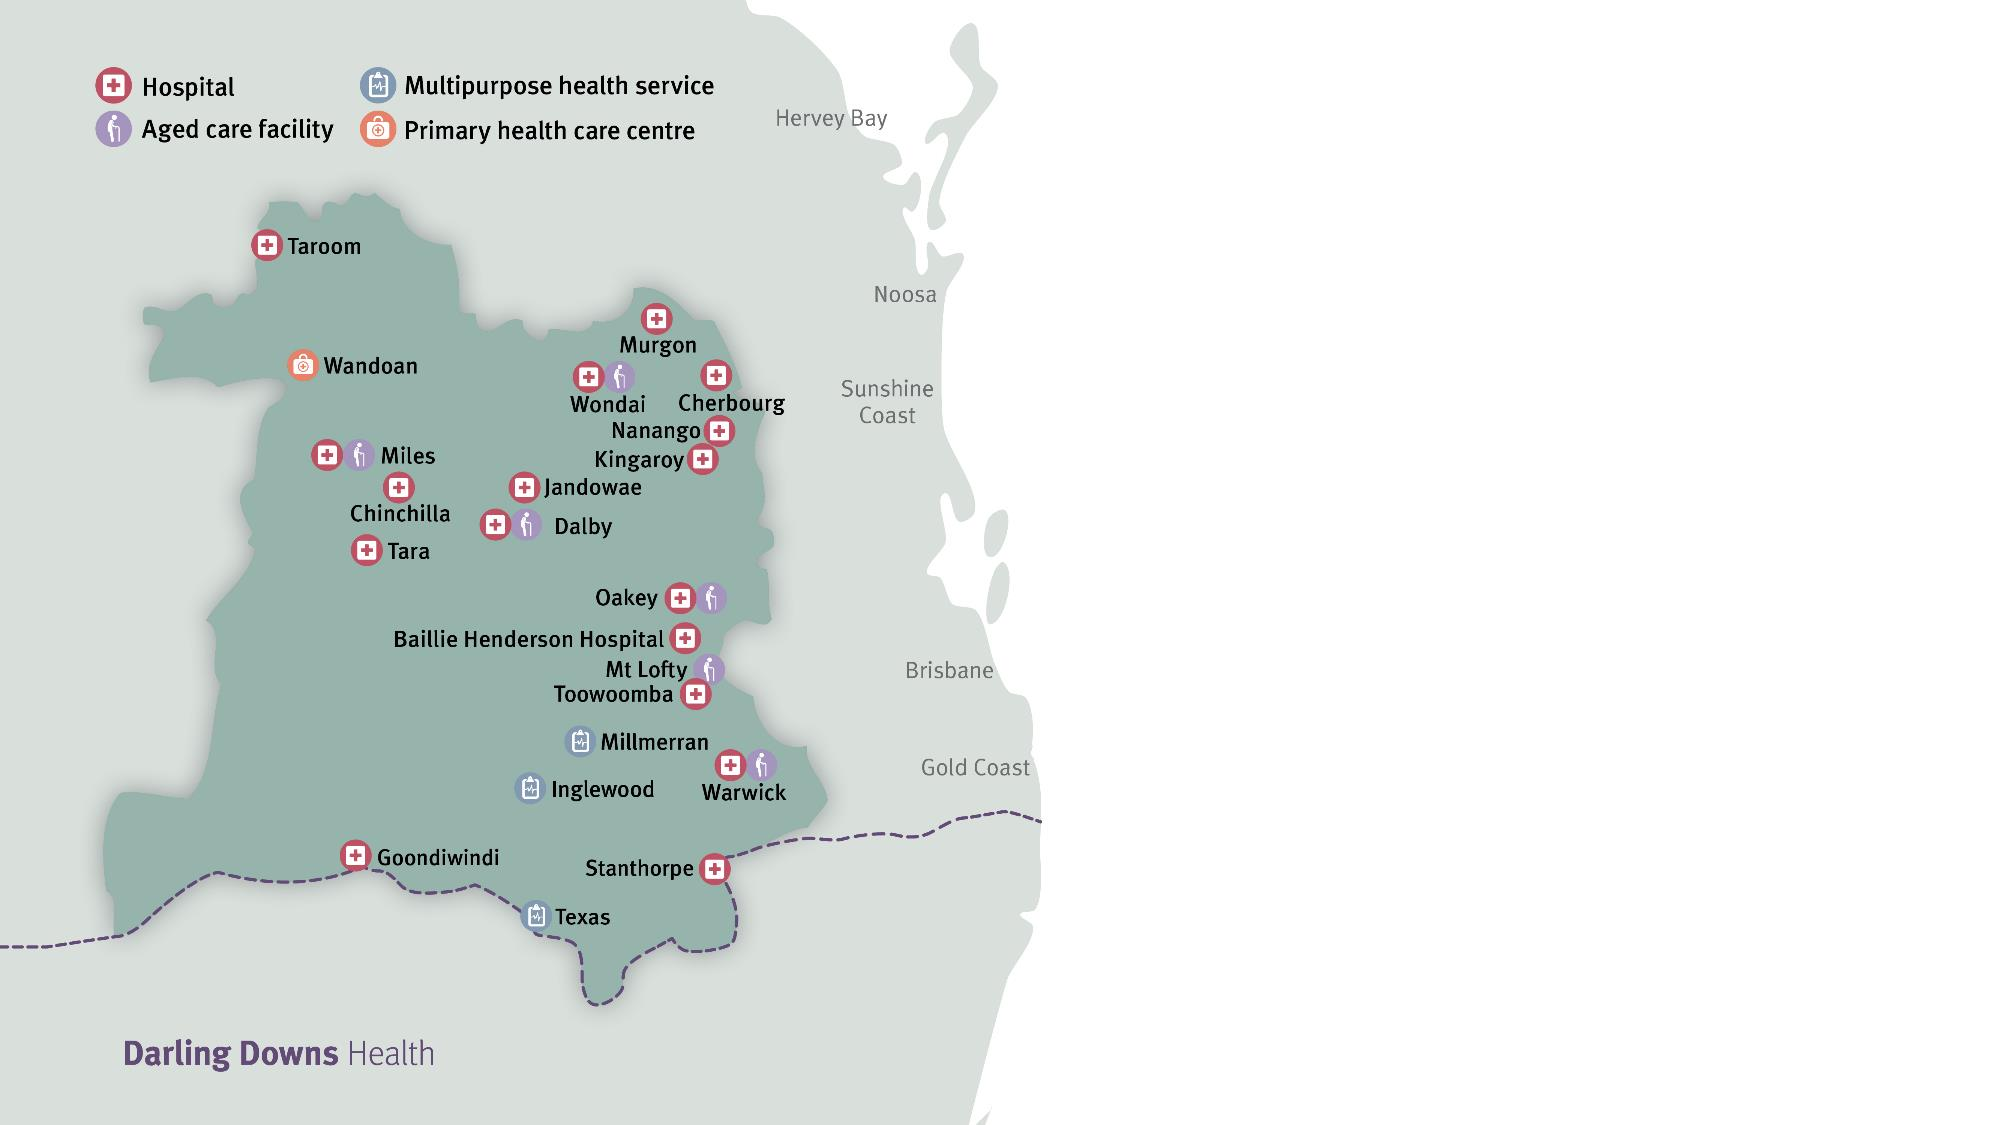 Hospital
Multipurpose health service
Aged care facility
Primary health care centre
Hervey Bay
Taroom
Noosa
Murgon
Wandoan
Sunshine
Coast
Wondai
Cherbourg
Nanango
Miles
Kingaroy
Jandowae
Chinchilla
Dalby
Tara
Oakey
Baillie Henderson Hospital
Mt Lofty
Brisbane
Toowoomba
Millmerran
Gold Coast
Inglewood
Warwick
Goondiwindi
Stanthorpe
Texas
Darling Downs Health